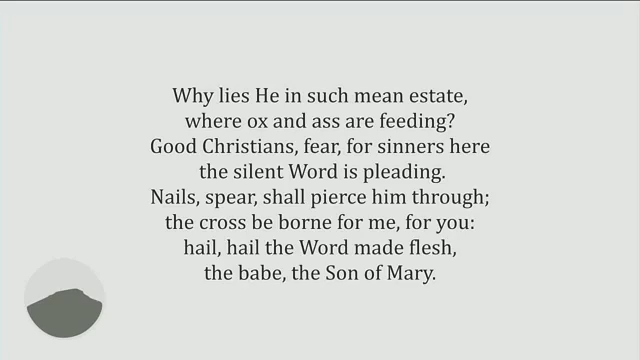 Why lies He in such mean estate,
where ox and ass are feeding?
Good Christians, fear, for sinners here
the silent Word is pleading.
Nails, spear, shall pierce him through;
the cross be borne for me, for you:
hail, hail the Word made flesh,
the babe, the Son of Mary.